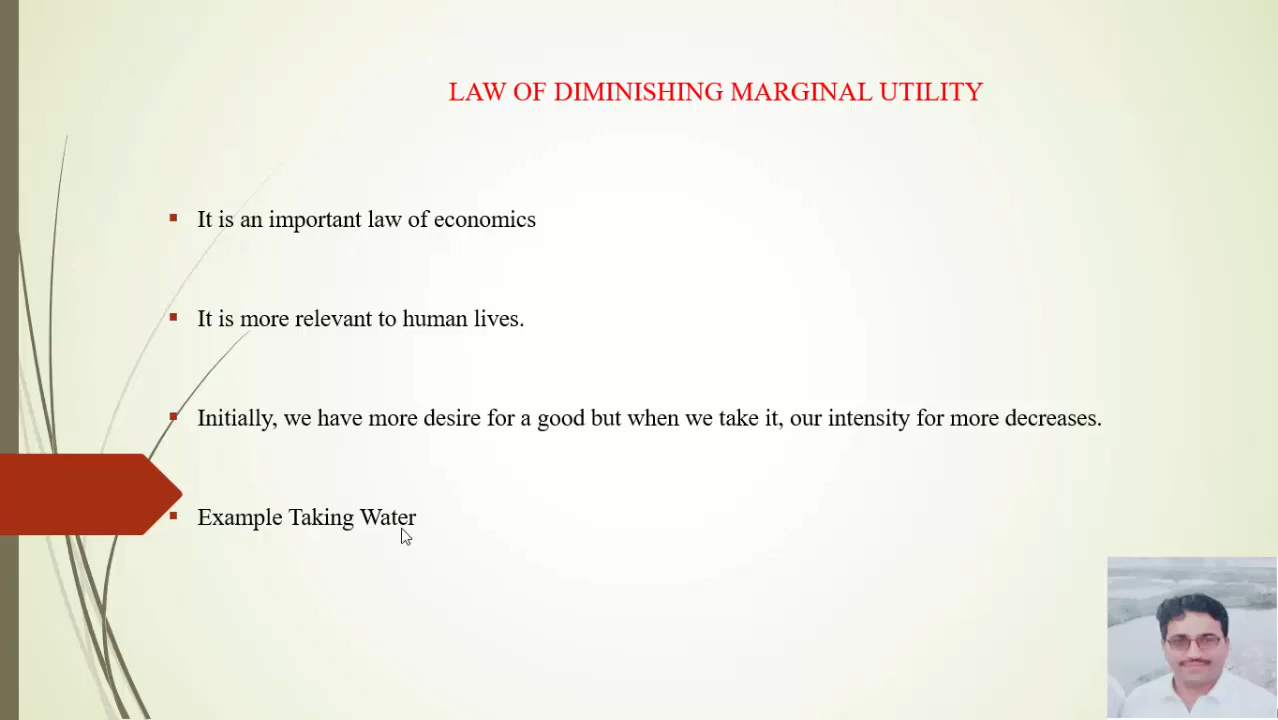 LAW OF DIMINISHING MARGINAL UTILITY
It is an important law of economics
It is more relevant to human lives.
Initially, we have more desire for a good but when we take it, our intensity for more decreases.
Example Taking Water